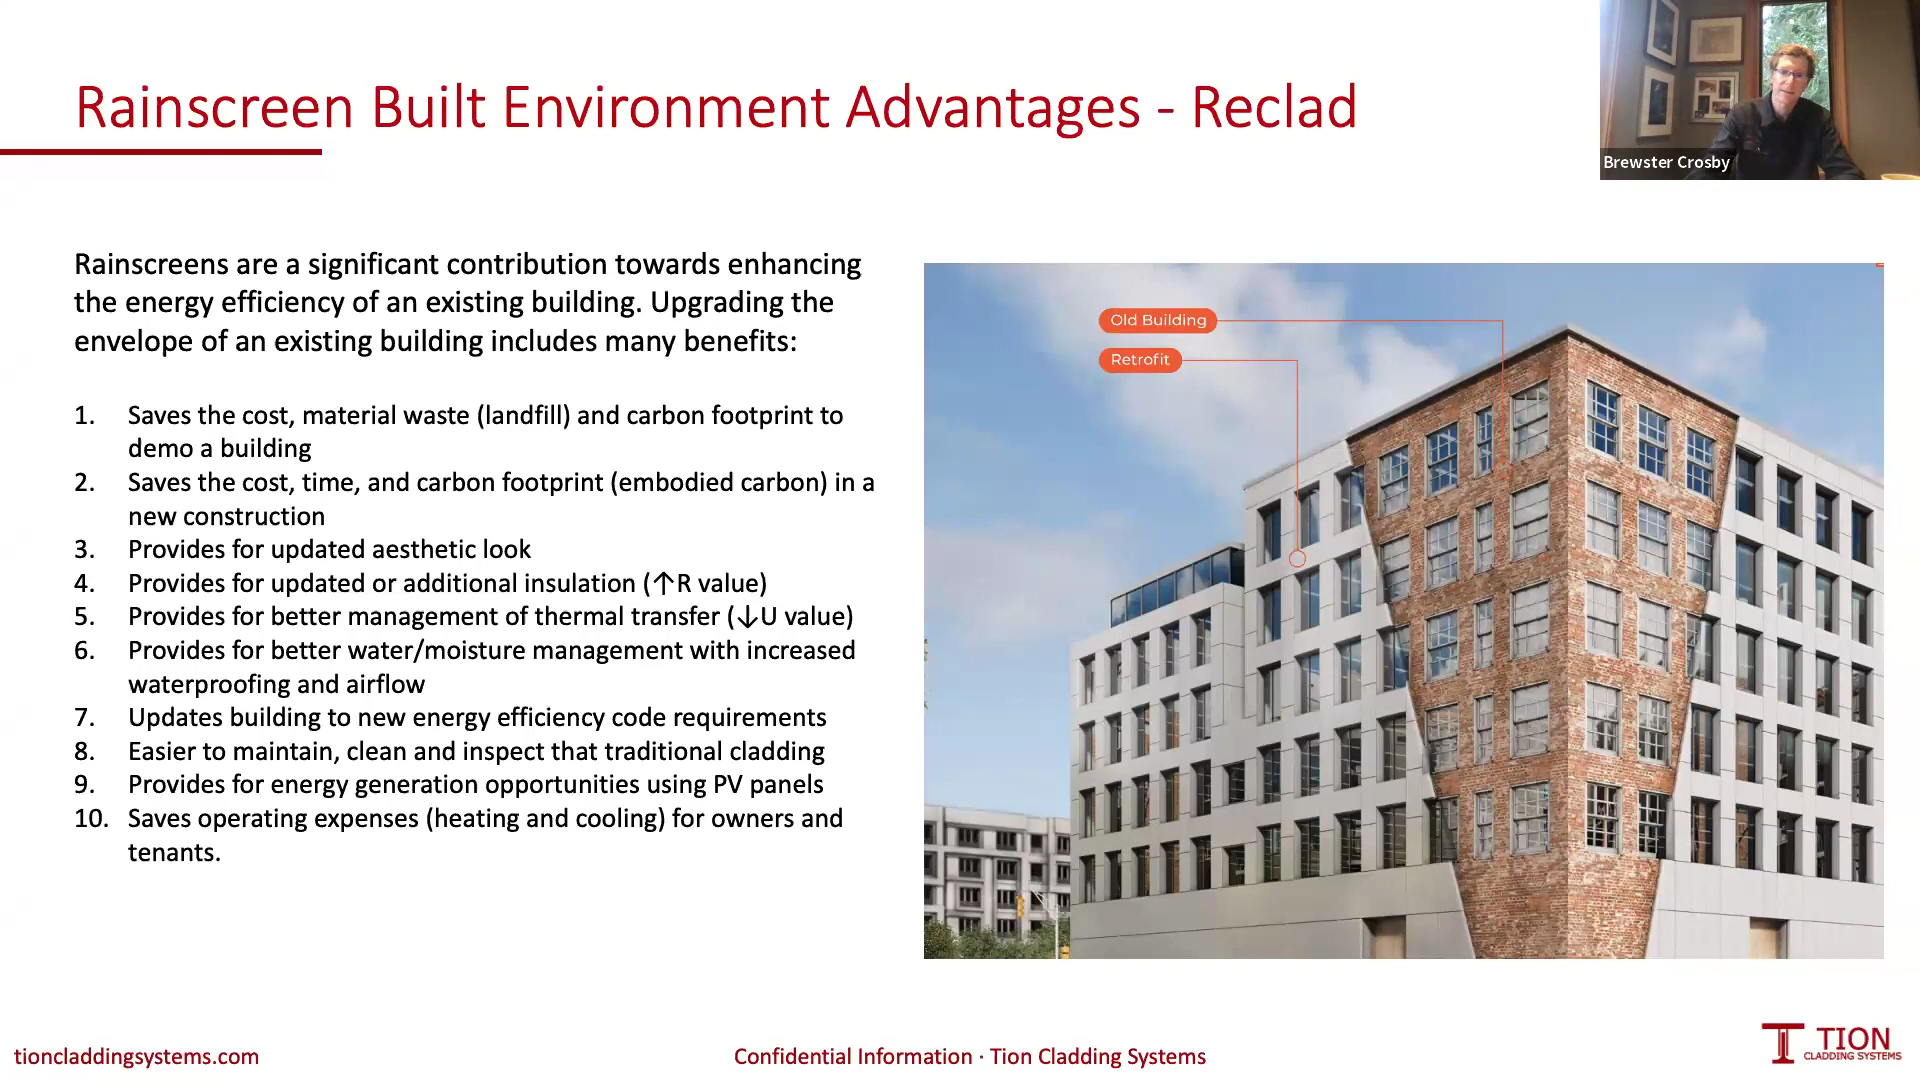 Rainscreen Built Environment Advantages - Reclad
Brewster Crosby
Rainscreens are a significant contribution towards enhancing
the energy efficiency of an existing building. Upgrading the
envelope of an existing building includes many benefits:
1. Saves the cost, material waste (landfill) and carbon footprint to
demo a building
2. Saves the cost, time, and carbon footprint (embodied carbon) in a
new construction
3. Provides for updated aesthetic look
4. Provides for updated or additional insulation (↑R value)
5. Provides for better management of thermal transfer (↓U value)
6. Provides for better water/moisture management with increased
waterproofing and airflow
7. Updates building to new energy efficiency code requirements
8. Easier to maintain, clean and inspect that traditional cladding
9. Provides for energy generation opportunities using PV panels
10. Saves operating expenses (heating and cooling) for owners and
tenants.
Old Building
Retrofit
tioncladdingsystems.com
Confidential Information · Tion Cladding Systems
TION
CLADDING SYSTEMS